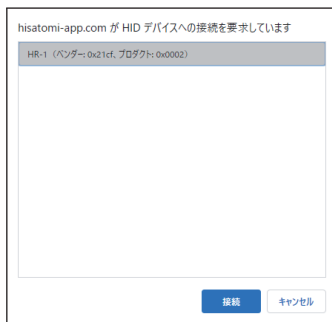 hisatomi-app.com が HID デバイスへの接続を要求しています
HR-1（ベンダー: 0x21cf、プロダクト: 0x0002）
接続
キャンセル